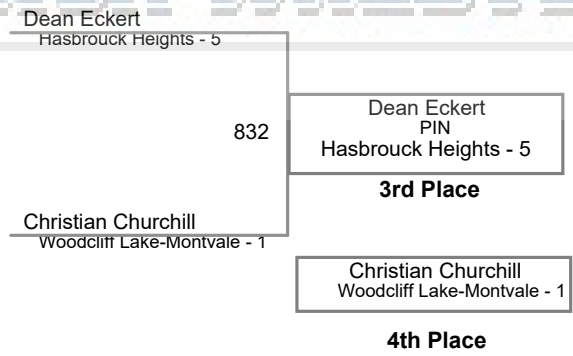 Dean Eckert
Hasbrouck Heights - 5
832
Dean Eckert
PIN
Hasbrouck Heights - 5
3rd Place
Christian Churchill
Woodcliff Lake-Montvale - 1
Christian Churchill
Woodcliff Lake-Montvale - 1
4th Place